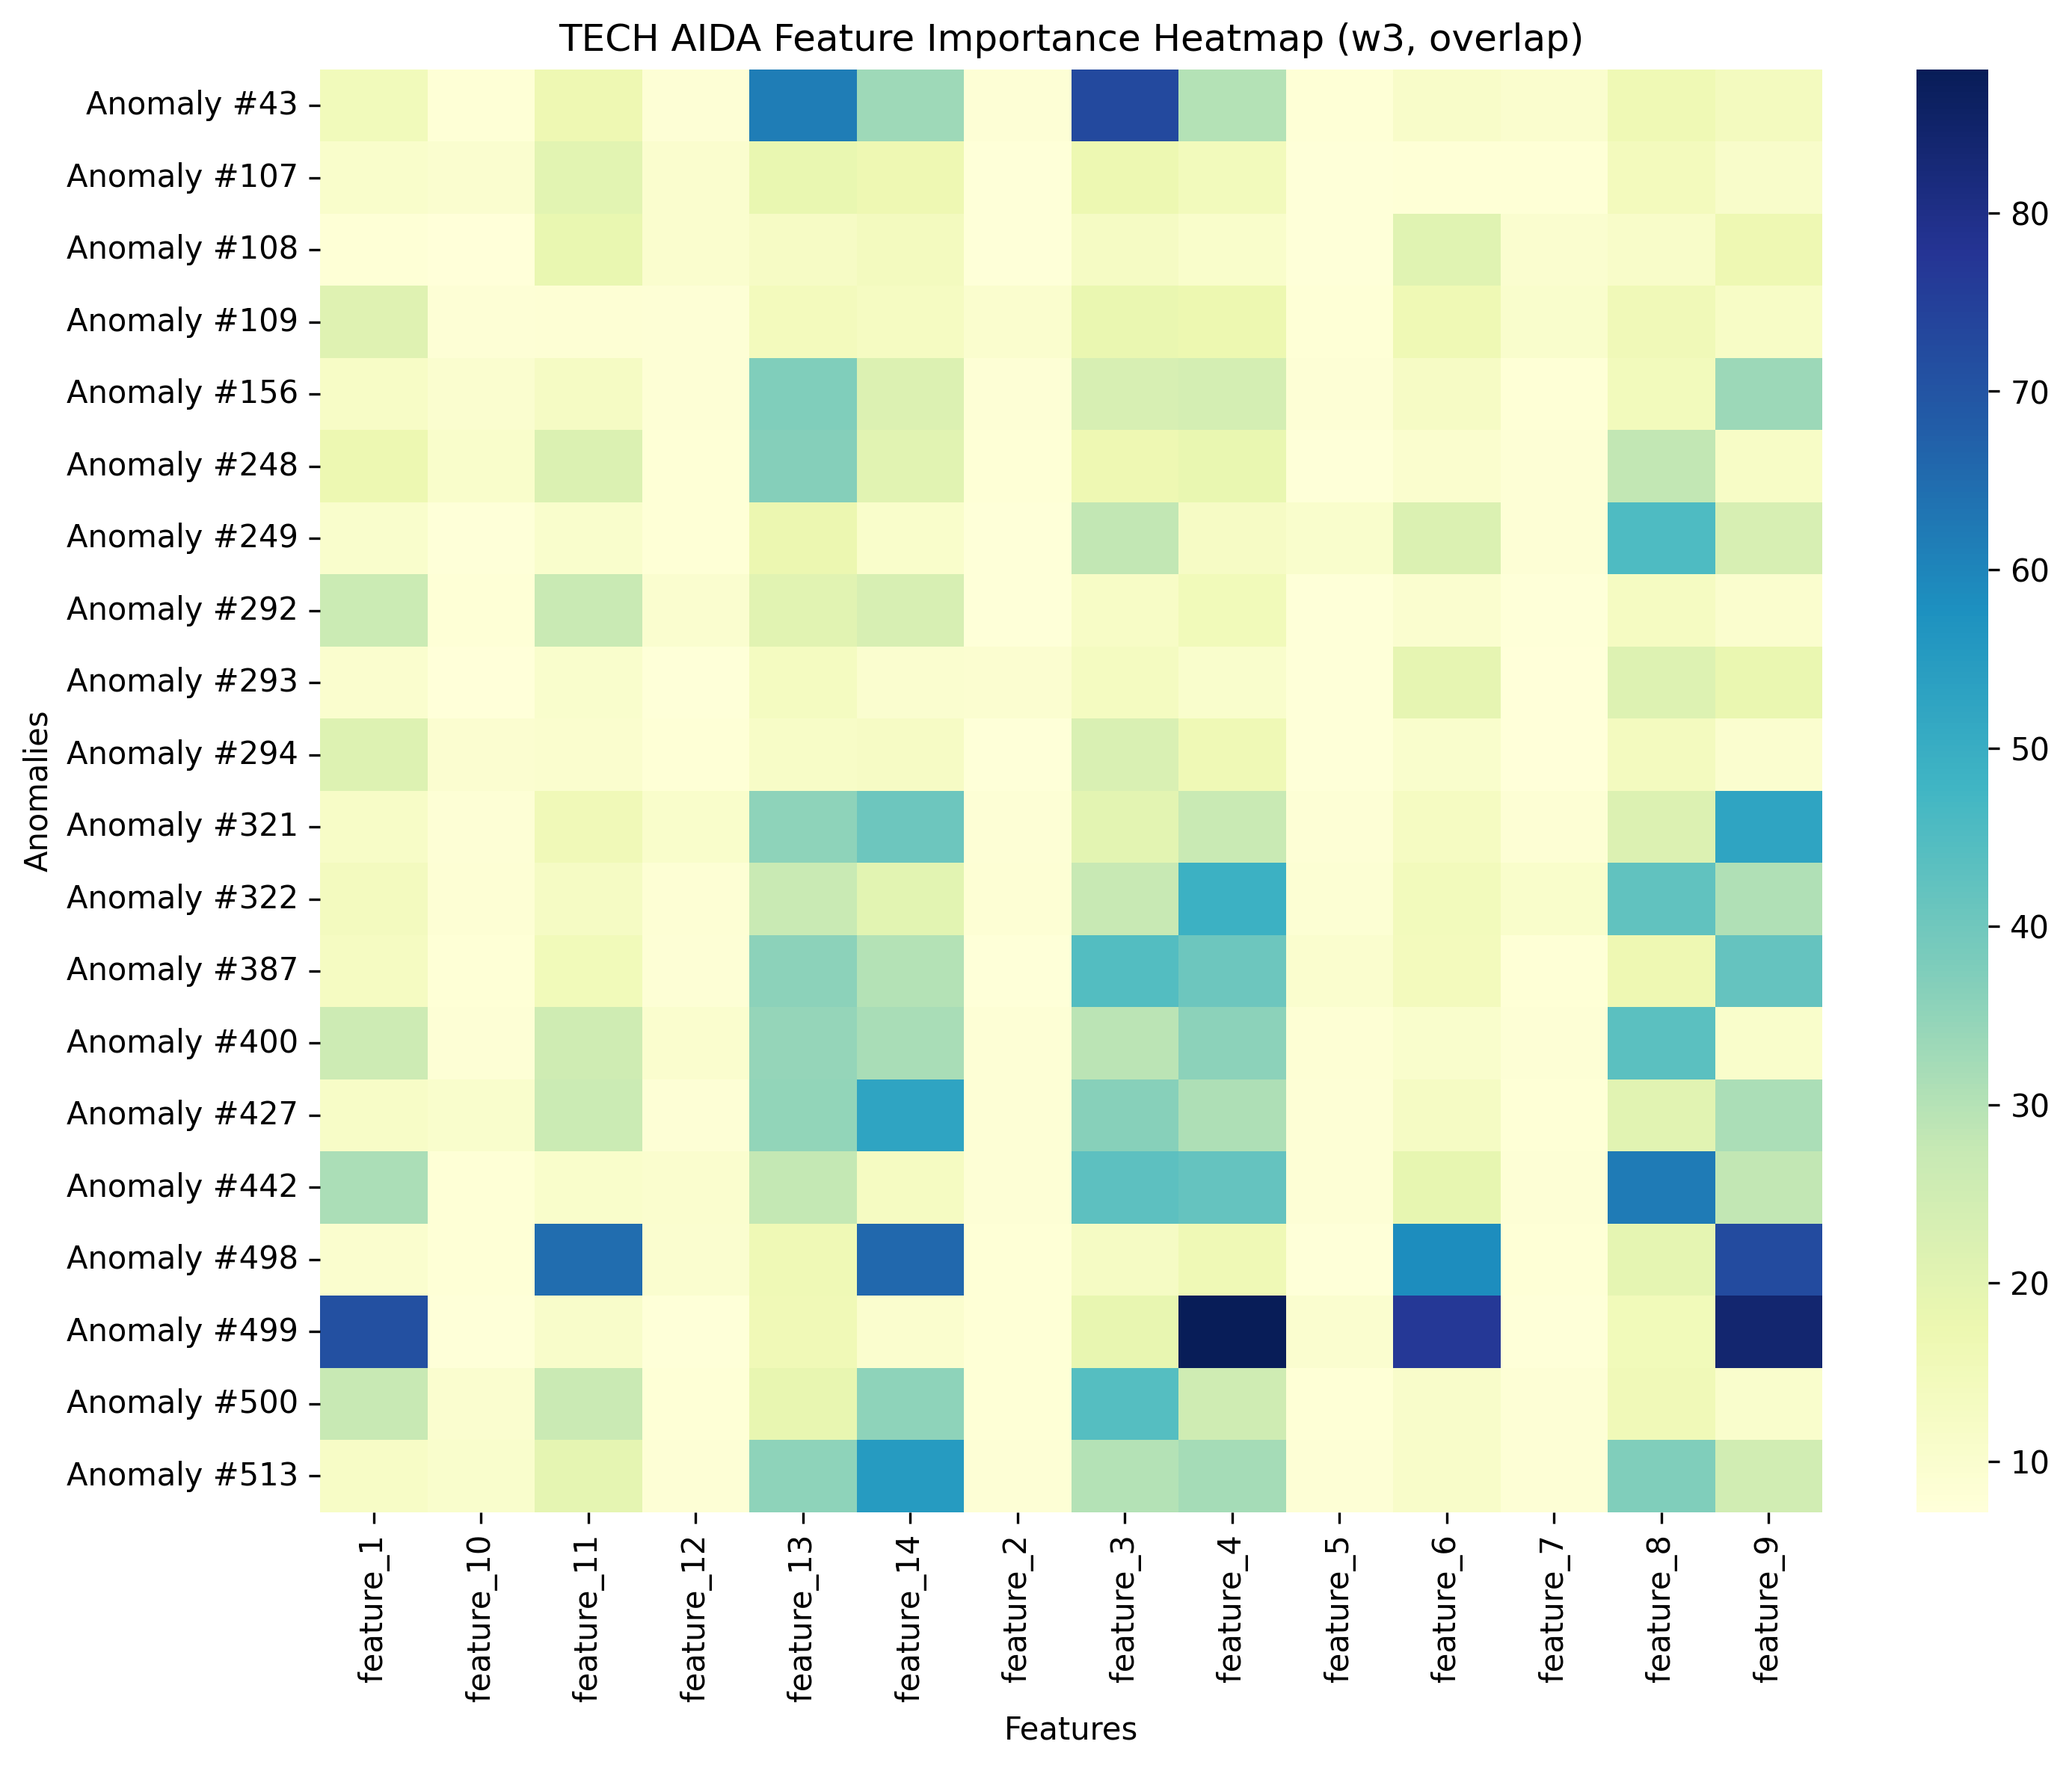 TECH AIDA Feature Importance Heatmap (w3, overlap)
Anomalies
Anomaly #43
Anomaly #107
Anomaly #108
Anomaly #109
Anomaly #156
Anomaly #248
Anomaly #249
Anomaly #292
Anomaly #293
Anomaly #294
Anomaly #321
Anomaly #322
Anomaly #387
Anomaly #400
Anomaly #427
Anomaly #442
Anomaly #498
Anomaly #499
Anomaly #500
Anomaly #513
feature_1
feature_10
feature_11
feature_12
feature_13
feature_14
feature_2
feature_3
feature_4
feature_5
feature_6
feature_7
feature_8
feature_9
Features
80
70
60
50
40
30
20
10